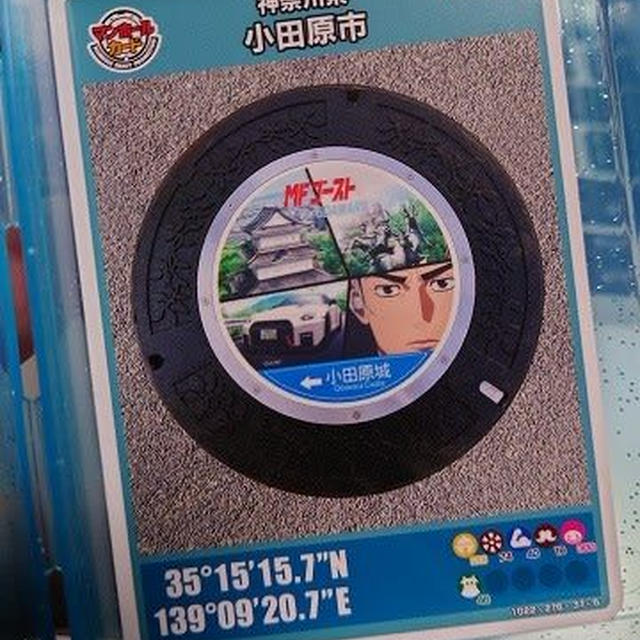 マンホール
カード
神奈川県
小田原市
MFゴースト
小田原城
Odawara Castle
35°15'15.7"N
139°09'20.7"E